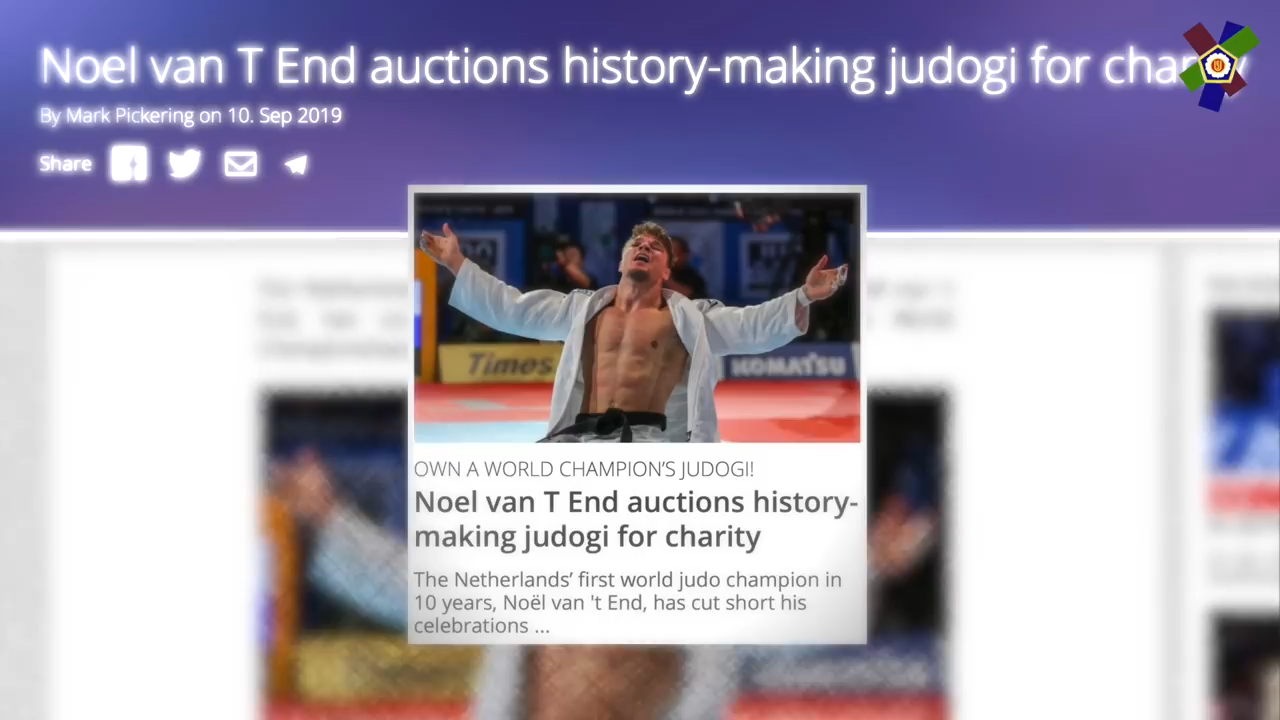 Noel van T End auctions history-making judogi for
By Mark Pickering on 10. Sep 2019
Share
Times
KOMATSU
OWN A WORLD CHAMPION'S JUDOGI!
Noel van T End auctions history-
making judogi for charity
The Netherlands' first world judo champion in
10 years, Noël van 't End, has cut short his
celebrations ...